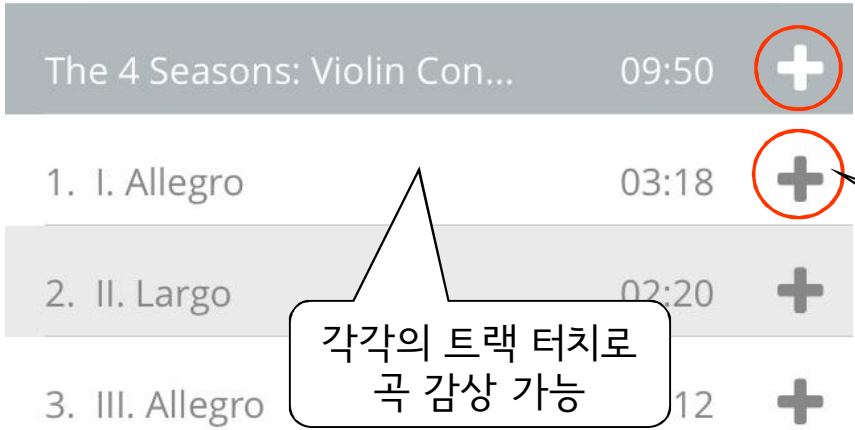 The 4 Seasons: Violin Con... 09:50
1. I. Allegro 03:18
2. II. Largo 02:20
각각의 트랙 터치로
곡 감상 가능
3. III. Allegro 12